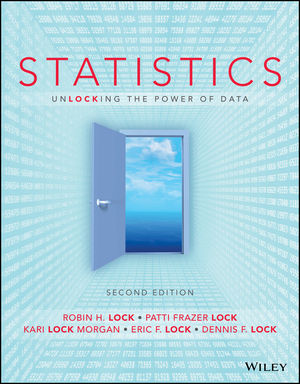 STATISTICS
UNLOCKING THE POWER OF DATA
SECOND EDITION
ROBIN H. LOCK • PATTI FRAZER LOCK
KARI LOCK MORGAN • ERIC F. LOCK • DENNIS F. LOCK
WILEY